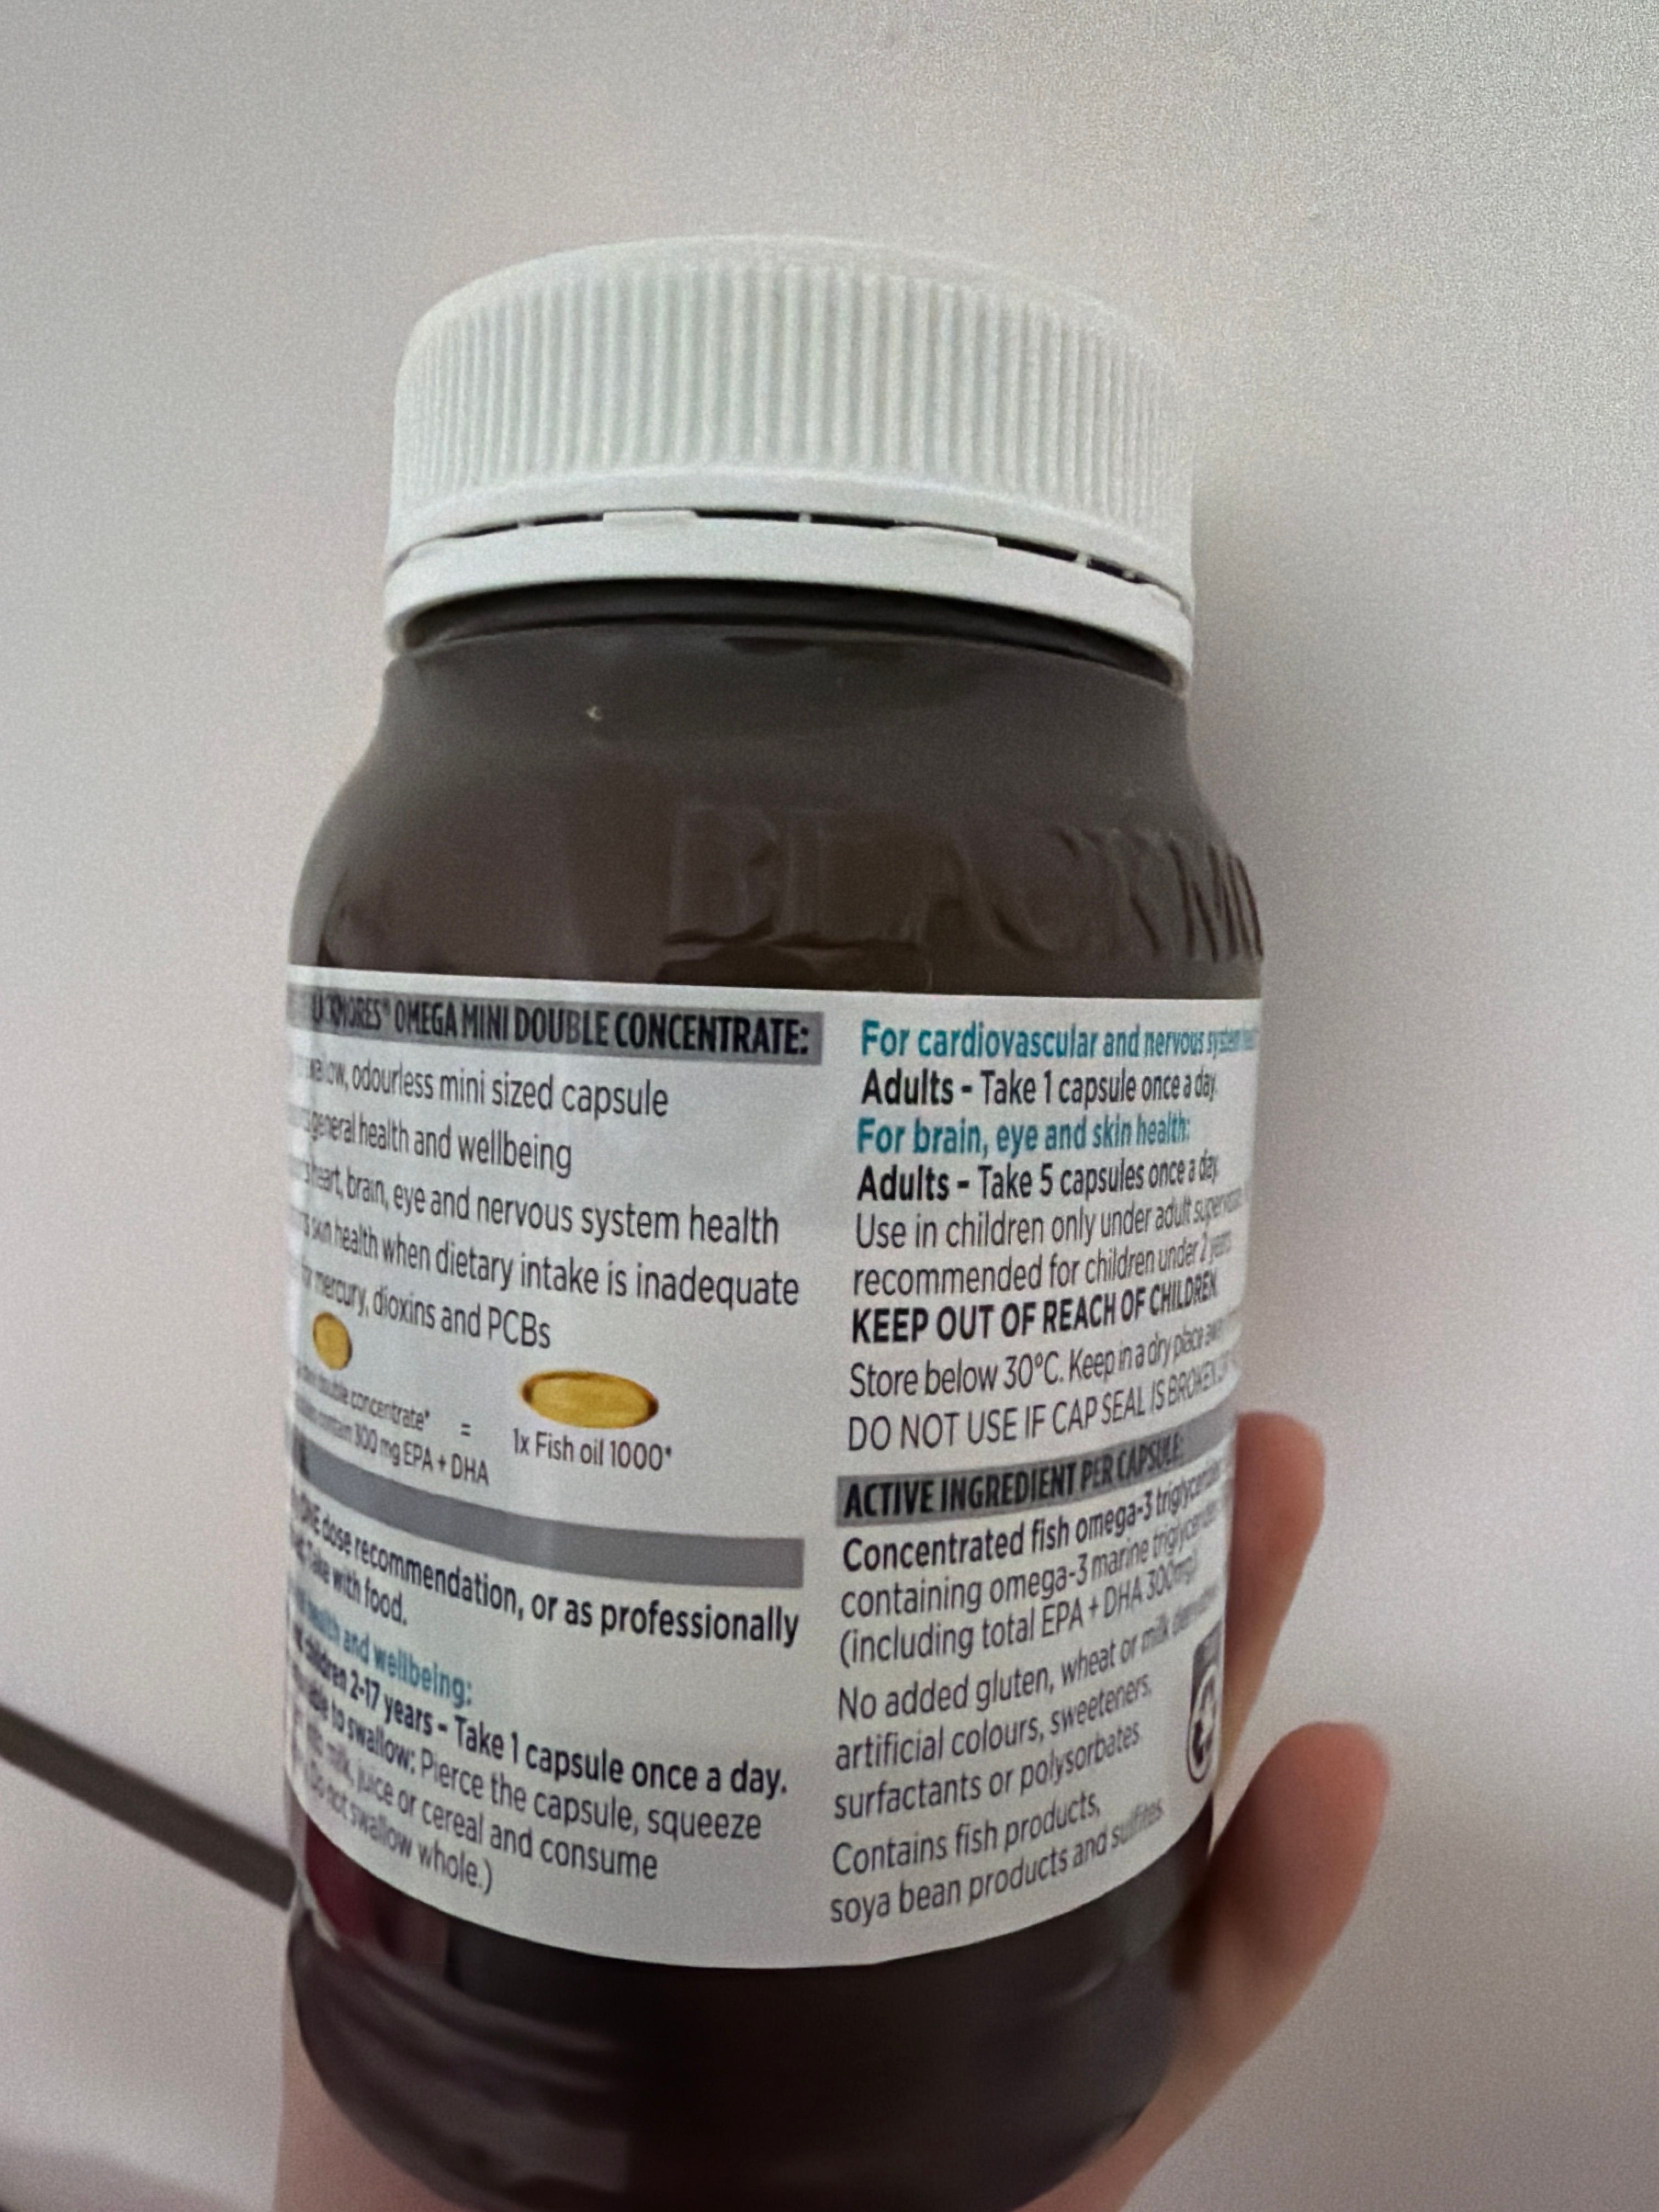 BLACKMO
OMEGA MINI DOUBLE CONCENTRATE:
odourless mini sized capsule
general health and wellbeing
heart, brain, eye and nervous system health
skin health when dietary intake is inadequate
mercury, dioxins and PCBs
double concentrate*
contain 300 mg EPA + DHA
=
1x Fish oil 1000*
ONE dose recommendation, or as professionally
Take with food.
health and wellbeing:
children 2-17 years - Take 1 capsule once a day.
to swallow: Pierce the capsule, squeeze
milk, juice or cereal and consume
Do not swallow whole.)
For cardiovascular and nervous system
Adults - Take 1 capsule once a day.
For brain, eye and skin health:
Adults - Take 5 capsules once a day.
Use in children only under adult
recommended for children under 2 years.
KEEP OUT OF REACH OF CHILDREN.
Store below 30°C. Keep in a dry place
DO NOT USE IF CAP SEAL IS BROKEN
ACTIVE INGREDIENT PER CAPSULE:
Concentrated fish omega-3
containing omega-3 marine
(including total EPA + DHA 300mg)
No added gluten, wheat or milk
artificial colours, sweeteners,
surfactants or polysorbates.
Contains fish products,
soya bean products and sulfites.